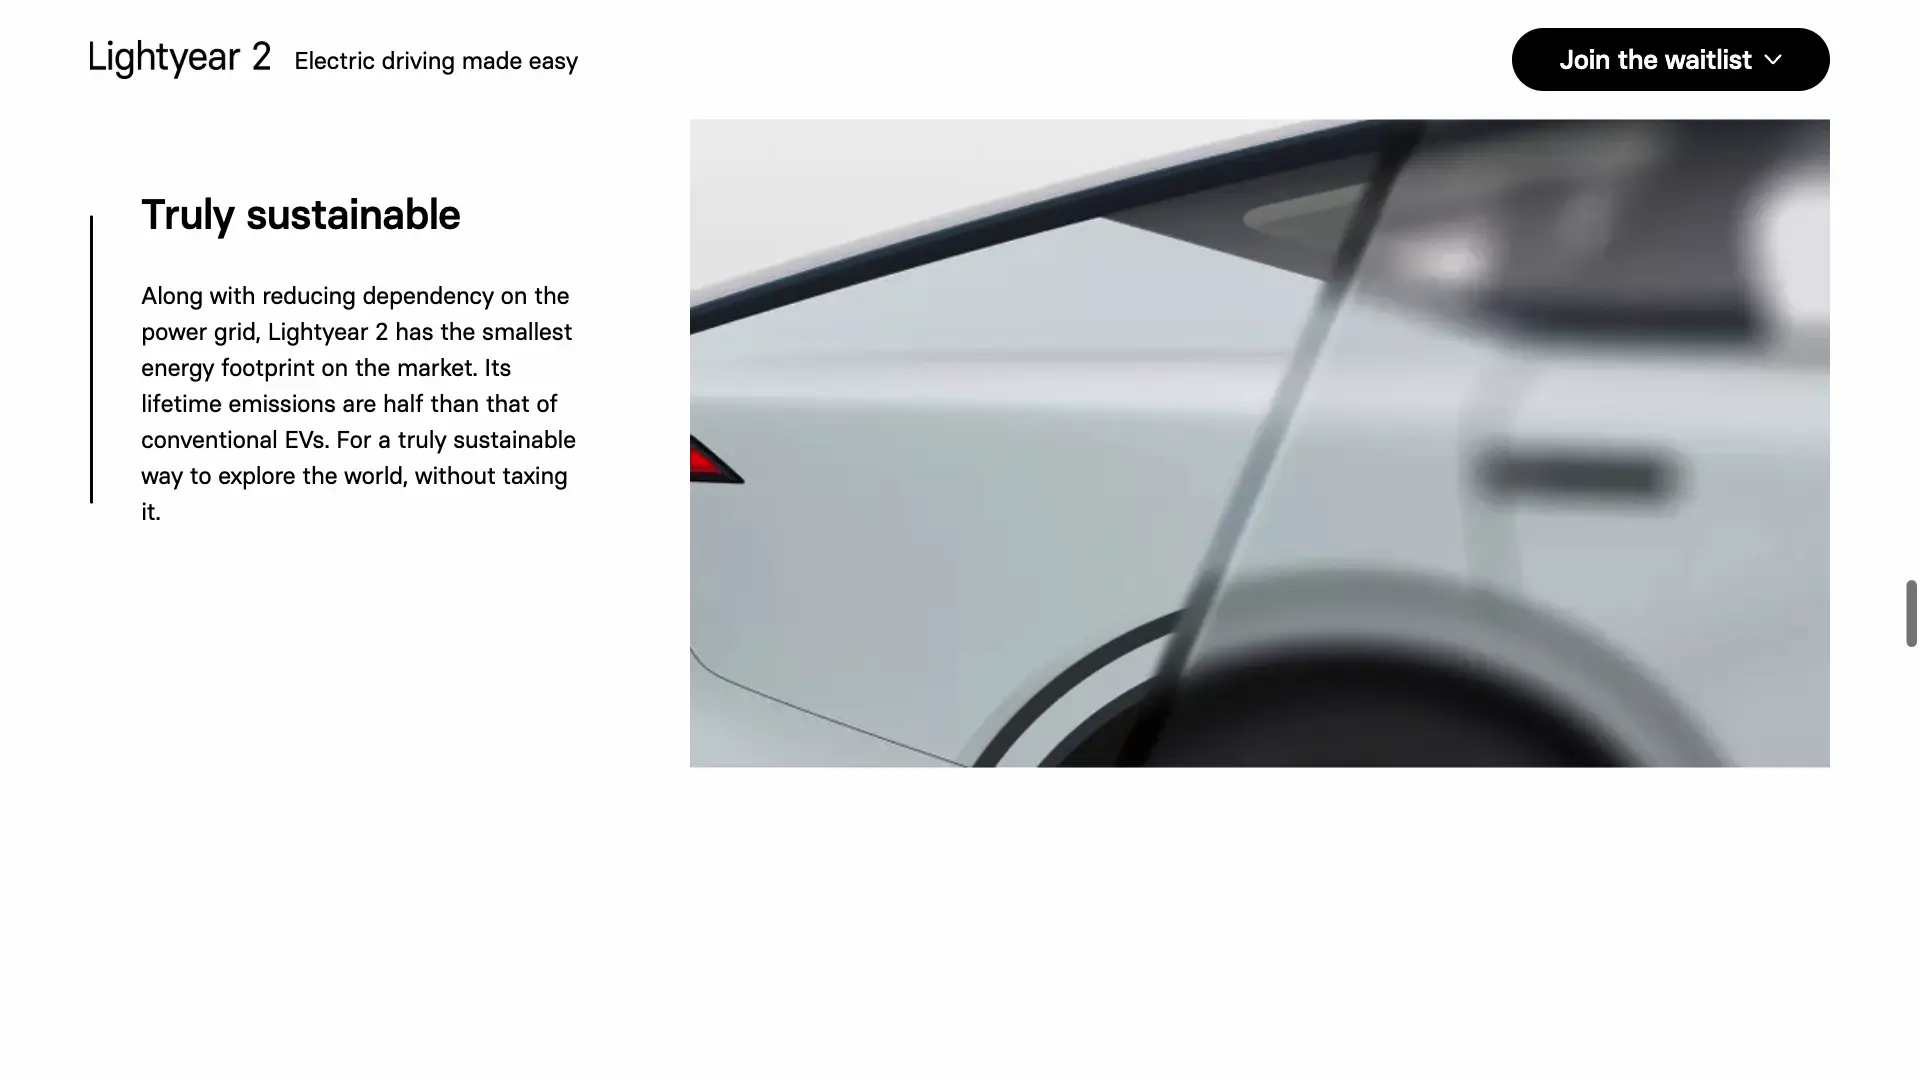 Lightyear 2 Electric driving made easy
Join the waitlist
Truly sustainable
Along with reducing dependency on the
power grid, Lightyear 2 has the smallest
energy footprint on the market. Its
lifetime emissions are half than that of
conventional EVs. For a truly sustainable
way to explore the world, without taxing
it.